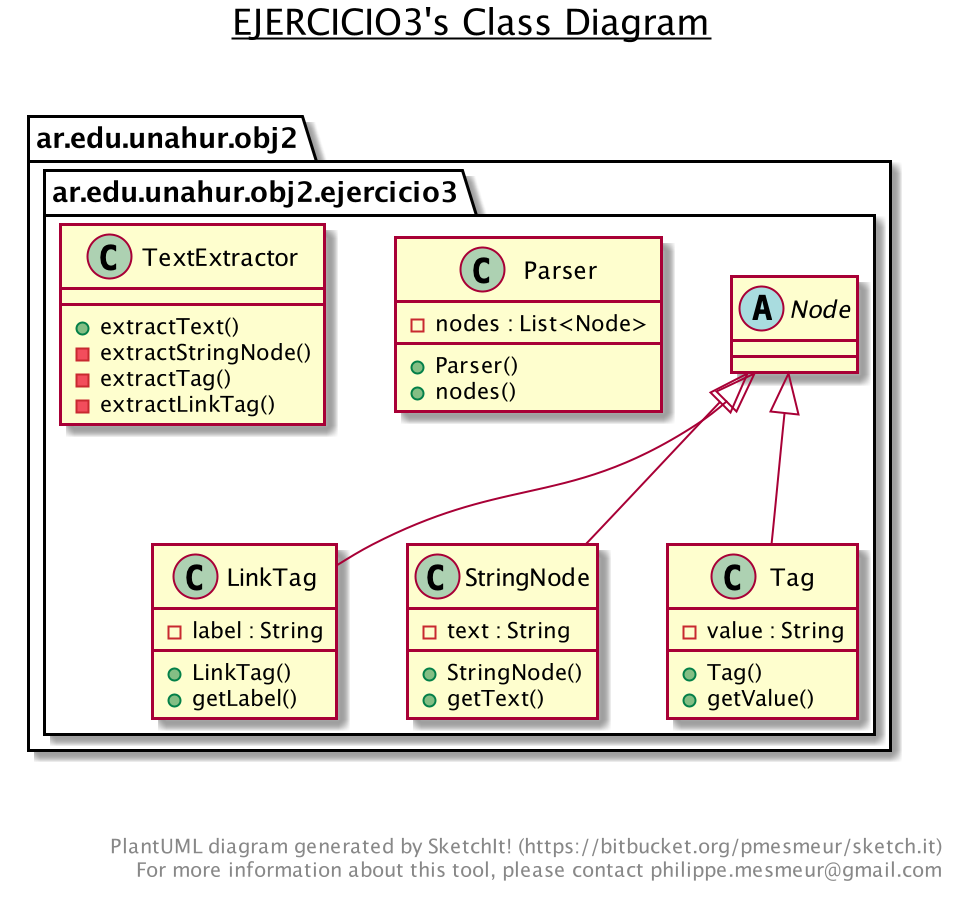 EJERCICIO3's Class Diagram
ar.edu.unahur.obj2
ar.edu.unahur.obj2.ejercicio3
C TextExtractor
extractText()
extractStringNode()
extractTag()
extractLinkTag()
C Parser
nodes : List<Node>
Parser()
nodes()
A Node
C LinkTag
label : String
LinkTag()
getLabel()
C StringNode
text : String
StringNode()
getText()
C Tag
value : String
Tag()
getValue()
PlantUML diagram generated by SketchIt! (https://bitbucket.org/pmesmeur/sketch.it)
For more information about this tool, please contact philippe.mesmeur@gmail.com